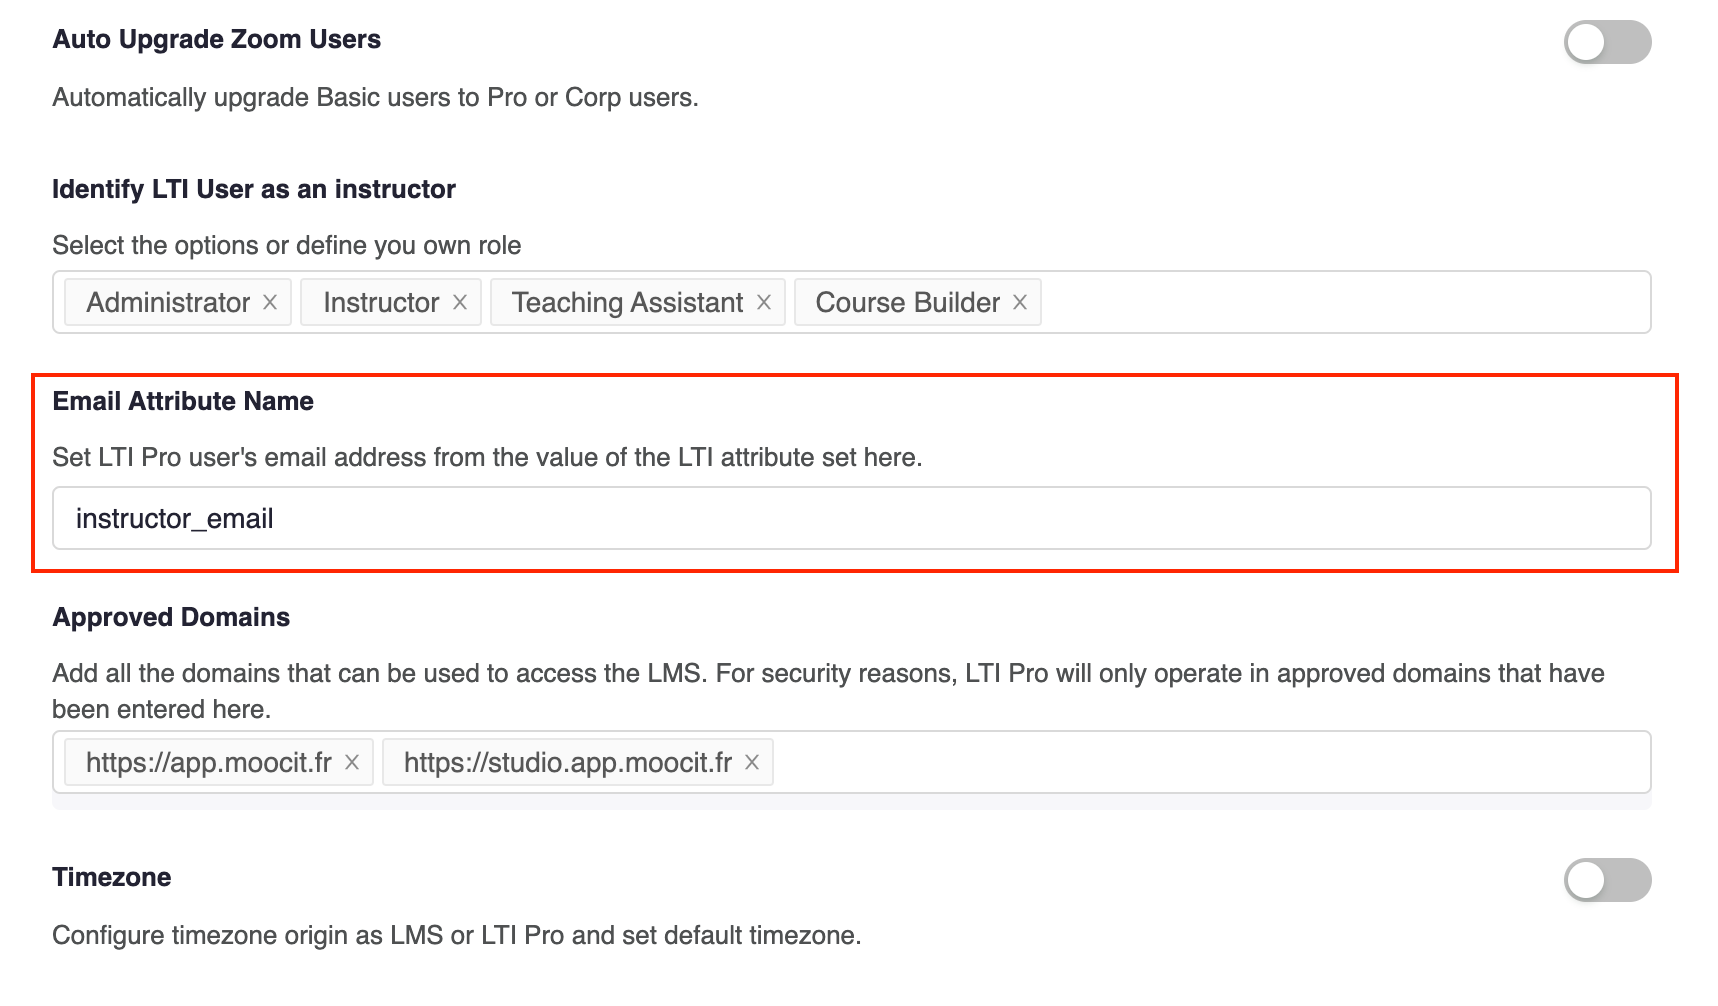 Auto Upgrade Zoom Users
Automatically upgrade Basic users to Pro or Corp users.
Identify LTI User as an instructor
Select the options or define you own role
Administrator × Instructor × Teaching Assistant × Course Builder ×
Email Attribute Name
Set LTI Pro user's email address from the value of the LTI attribute set here.
instructor_email
Approved Domains
Add all the domains that can be used to access the LMS. For security reasons, LTI Pro will only operate in approved domains that have
been entered here.
https://app.moocit.fr × https://studio.app.moocit.fr ×
Timezone
Configure timezone origin as LMS or LTI Pro and set default timezone.